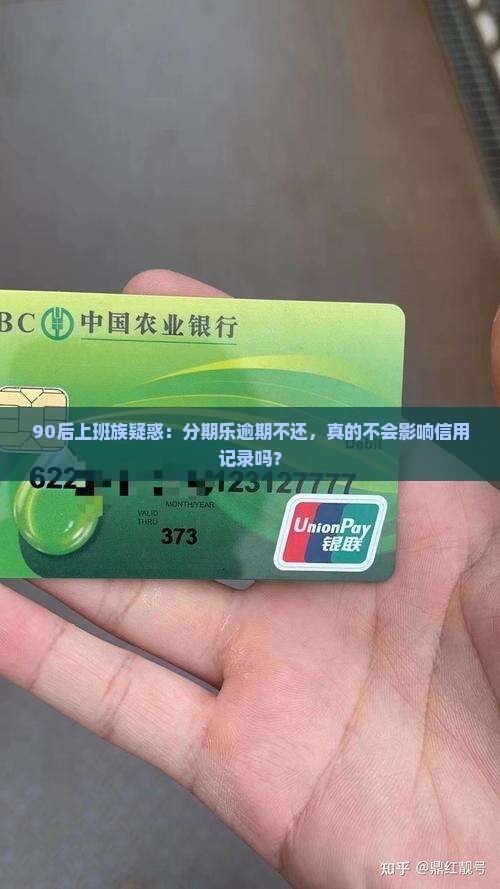 BC 中国农业银行
90后上班族疑惑：分期乐逾期不还，真的不会影响信用
记录吗？
Debit
622 123127777
MONTH/YEAR
VALID
THRU
373
UnionPay
银联
知乎 @鼎红靓号